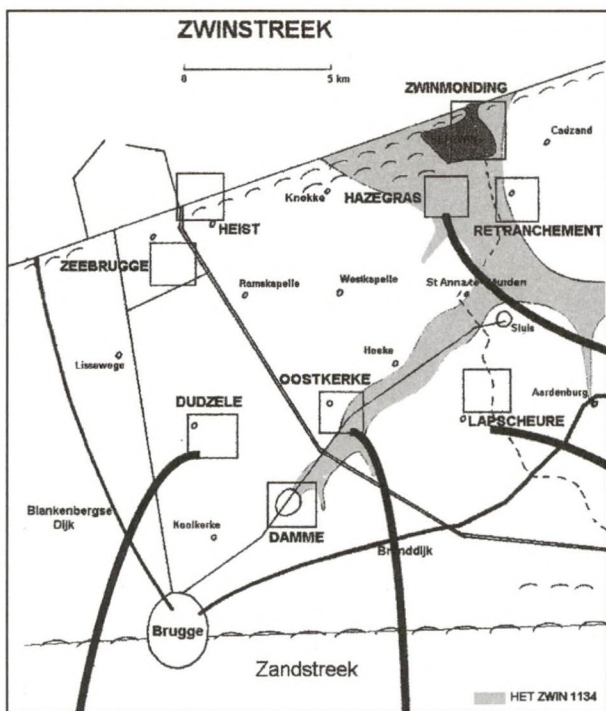 ZWINSTREEK
0 5 km
ZWINMONDING
Cadzand
Knokke
HAZEGRAS
RETRANCHEMENT
HEIST
ZEEBRUGGE
Ramskapelle
Westkapelle
St Anna ter Muiden
Sluis
Lissewege
Hoeke
OOSTKERKE
DUDZELE
LAPSCHEURE
Aardenburg
Blankenbergse
Dijk
Koolkerke
DAMME
Brugge
Zandstreek
HET ZWIN 1134